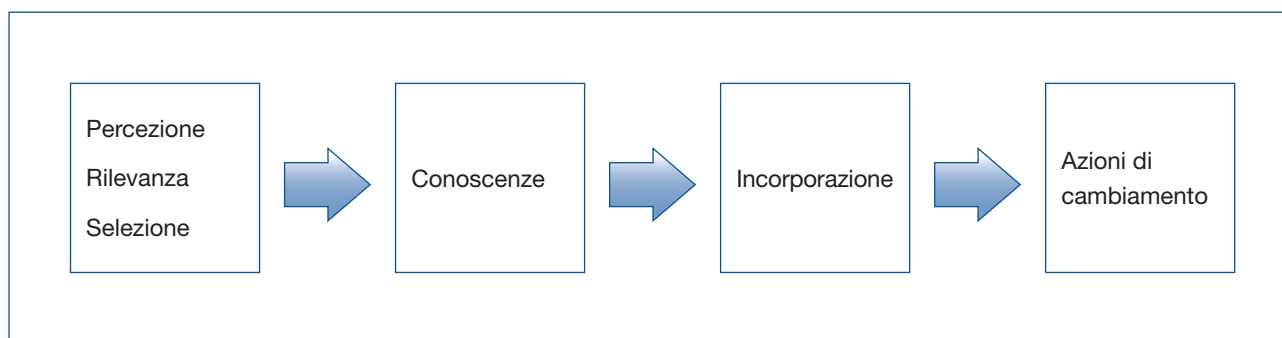 Percezione
Rilevanza
Selezione
Conoscenze
Incorporazione
Azioni di
cambiamento